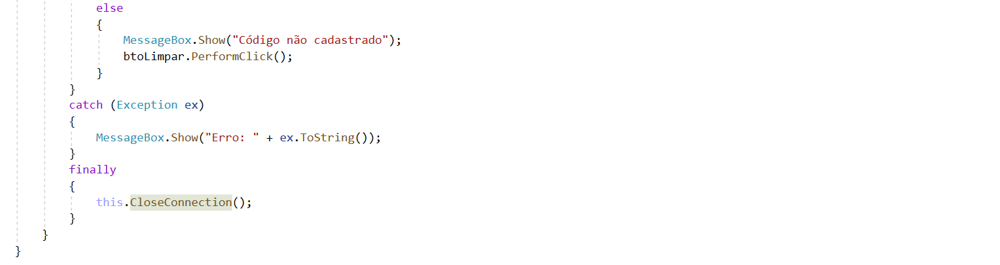 else
{
MessageBox.Show("Código não cadastrado");
btoLimpar.PerformClick();
}
}
catch (Exception ex)
{
MessageBox.Show("Erro: " + ex.ToString());
}
finally
{
this.CloseConnection();
}
}
}